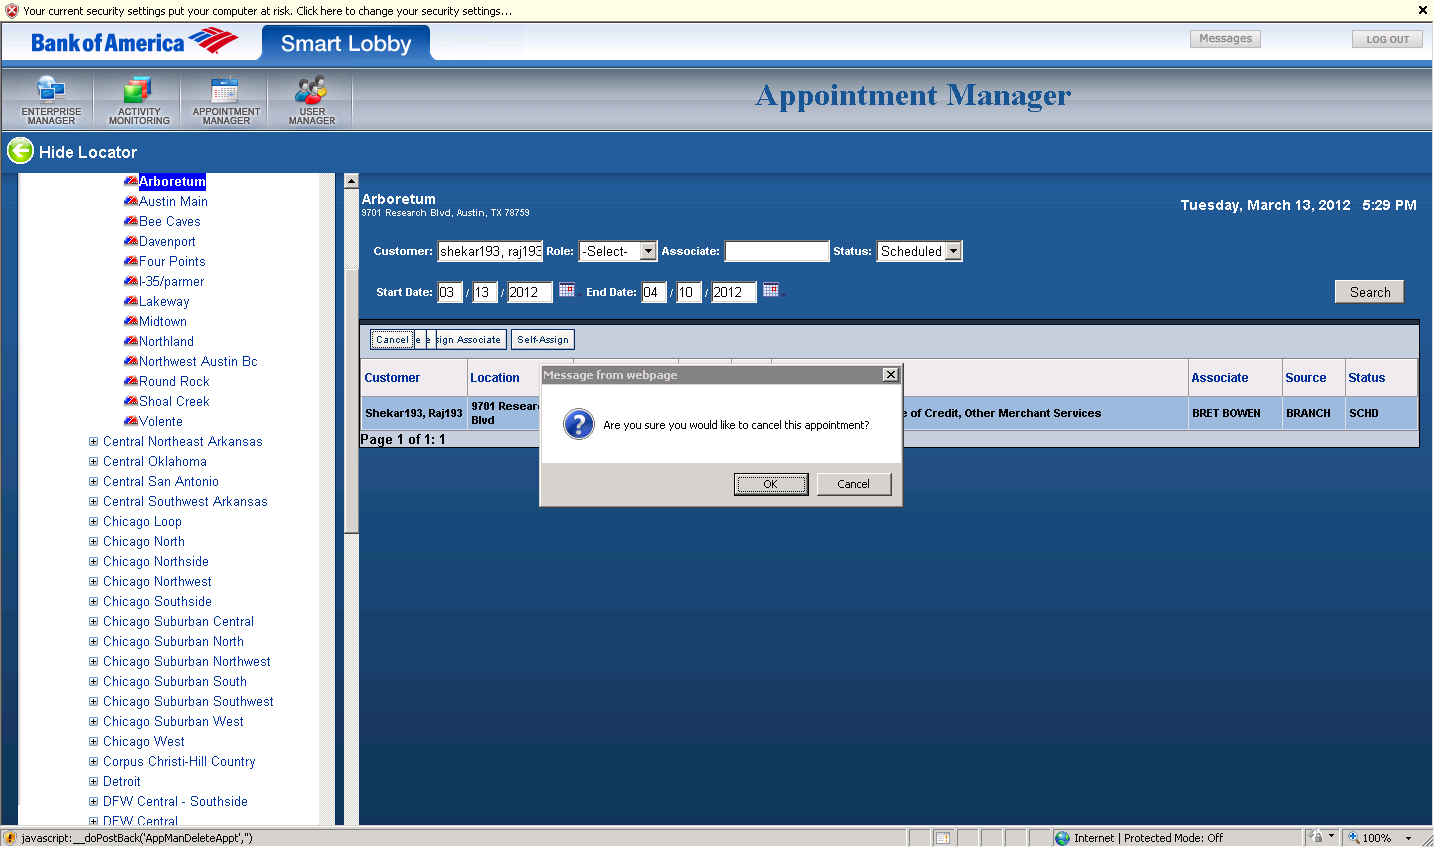 Your current security settings put your computer at risk. Click here to change your security settings...
Bank of America Smart Lobby Messages LOG OUT
ENTERPRISE MANAGER
ACTIVITY MONITORING
APPOINTMENT MANAGER
USER MANAGER
Appointment Manager
Hide Locator
Arboretum
Austin Main
Bee Caves
Davenport
Four Points
I-35/parmer
Lakeway
Midtown
Northland
Northwest Austin Bc
Round Rock
Shoal Creek
Volente
Central Northeast Arkansas
Central Oklahoma
Central San Antonio
Central Southwest Arkansas
Chicago Loop
Chicago North
Chicago Northside
Chicago Northwest
Chicago Southside
Chicago Suburban Central
Chicago Suburban North
Chicago Suburban Northwest
Chicago Suburban South
Chicago Suburban Southwest
Chicago Suburban West
Chicago West
Corpus Christi-Hill Country
Detroit
DFW Central - Southside
DFW Central
Arboretum
9701 Research Blvd, Austin, TX 78759
Tuesday, March 13, 2012 5:29 PM
Customer: shekar193, raj193 Role: -Select- Associate: Status: Scheduled
Start Date: 03 / 13 / 2012 End Date: 04 / 10 / 2012 Search
Cancel e e sign Associate Self-Assign
Customer Location Associate Source Status
Shekar193, Raj193 9701 Resear Blvd e of Credit, Other Merchant Services BRET BOWEN BRANCH SCHD
Page 1 of 1: 1
Message from webpage
Are you sure you would like to cancel this appointment?
OK Cancel
javascript:__doPostBack('AppManDeleteAppt','') Internet | Protected Mode: Off 100%